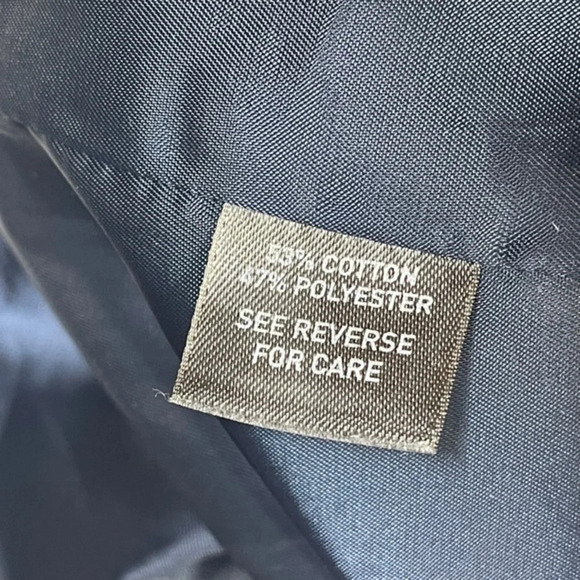 53% COTTON
47% POLYESTER
SEE REVERSE
FOR CARE